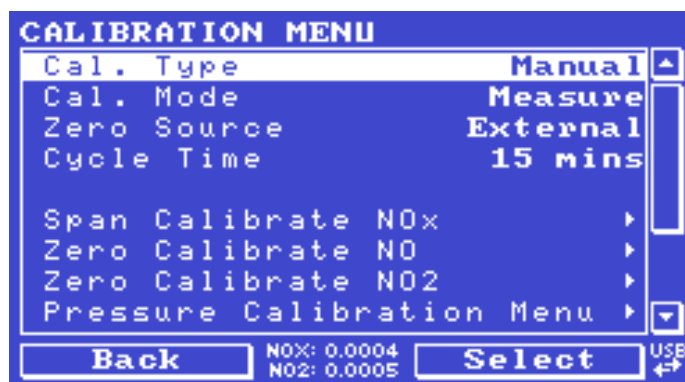 CALIBRATION MENU
Cal. Type Manual
Cal. Mode Measure
Zero Source External
Cycle Time 15 mins
Span Calibrate NOx
Zero Calibrate NO
Zero Calibrate NO2
Pressure Calibration Menu
Back NOX: 0.0004 Select USB
NO2: 0.0005